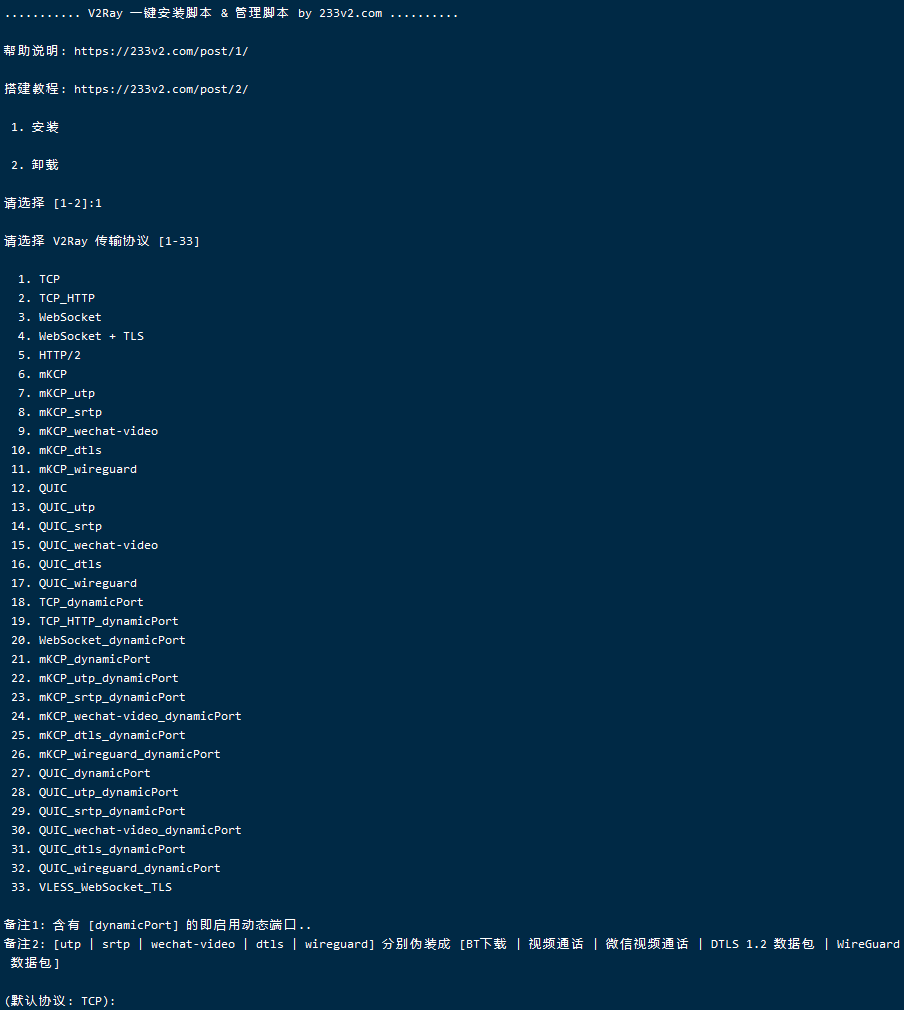 ........... V2Ray 一键安装脚本 & 管理脚本 by 233v2.com ..........
帮助说明: https://233v2.com/post/1/
搭建教程: https://233v2.com/post/2/
1. 安装
2. 卸载
请选择 [1-2]:1
请选择 V2Ray 传输协议 [1-33]
1. TCP
2. TCP_HTTP
3. WebSocket
4. WebSocket + TLS
5. HTTP/2
6. mKCP
7. mKCP_utp
8. mKCP_srtp
9. mKCP_wechat-video
10. mKCP_dtls
11. mKCP_wireguard
12. QUIC
13. QUIC_utp
14. QUIC_srtp
15. QUIC_wechat-video
16. QUIC_dtls
17. QUIC_wireguard
18. TCP_dynamicPort
19. TCP_HTTP_dynamicPort
20. WebSocket_dynamicPort
21. mKCP_dynamicPort
22. mKCP_utp_dynamicPort
23. mKCP_srtp_dynamicPort
24. mKCP_wechat-video_dynamicPort
25. mKCP_dtls_dynamicPort
26. mKCP_wireguard_dynamicPort
27. QUIC_dynamicPort
28. QUIC_utp_dynamicPort
29. QUIC_srtp_dynamicPort
30. QUIC_wechat-video_dynamicPort
31. QUIC_dtls_dynamicPort
32. QUIC_wireguard_dynamicPort
33. VLESS_WebSocket_TLS
备注1: 含有 [dynamicPort] 的即启用动态端口..
备注2: [utp | srtp | wechat-video | dtls | wireguard] 分别伪装成 [BT下载 | 视频通话 | 微信视频通话 | DTLS 1.2 数据包 | WireGuard
数据包]
(默认协议: TCP):